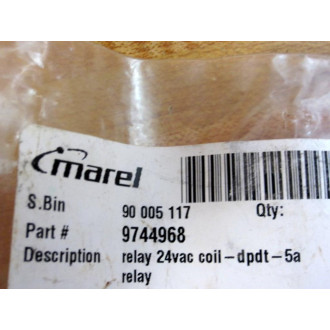 marel
S.Bin 90 005 117 Qty:
Part # 9744968
Description relay 24vac coil-dpdt-5a
relay